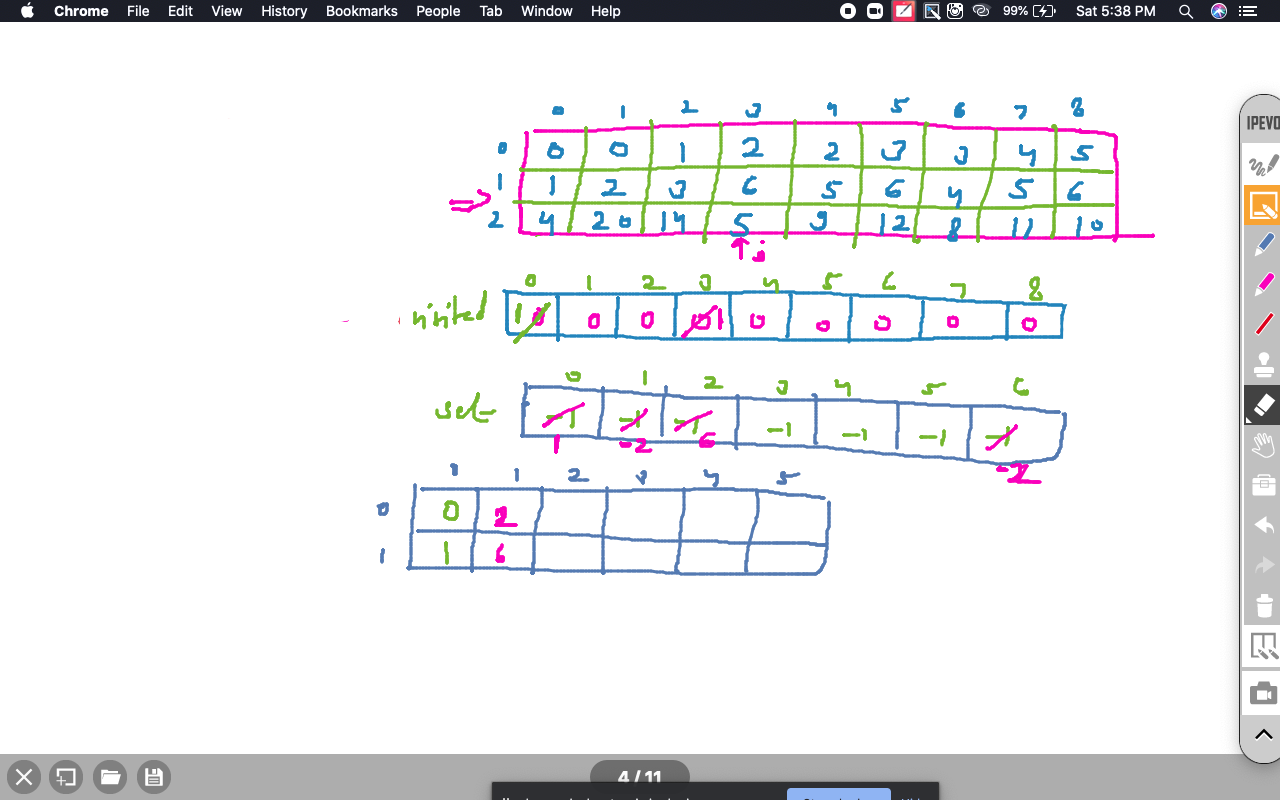 Chrome File Edit View History Bookmarks People Tab Window Help 99% Sat 5:38 PM
IPEVO
0 1 2 3 4 5 6 7 8
0 0 0 1 2 2 3 3 4 5
1 1 2 3 6 5 6 4 5 6
2 4 20 14 5 9 12 8 11 10
j
0 1 2 3 4 5 6 7 8
visited 1 0 0 0 0 1 0 0 0 0 0
0 1 2 3 4 5 6
set -1 -1 -1 -1 -1 -1 -1
1 -2 6 -2
0 1 2 3 4 5
0 0 2
1 1 6
4 / 11